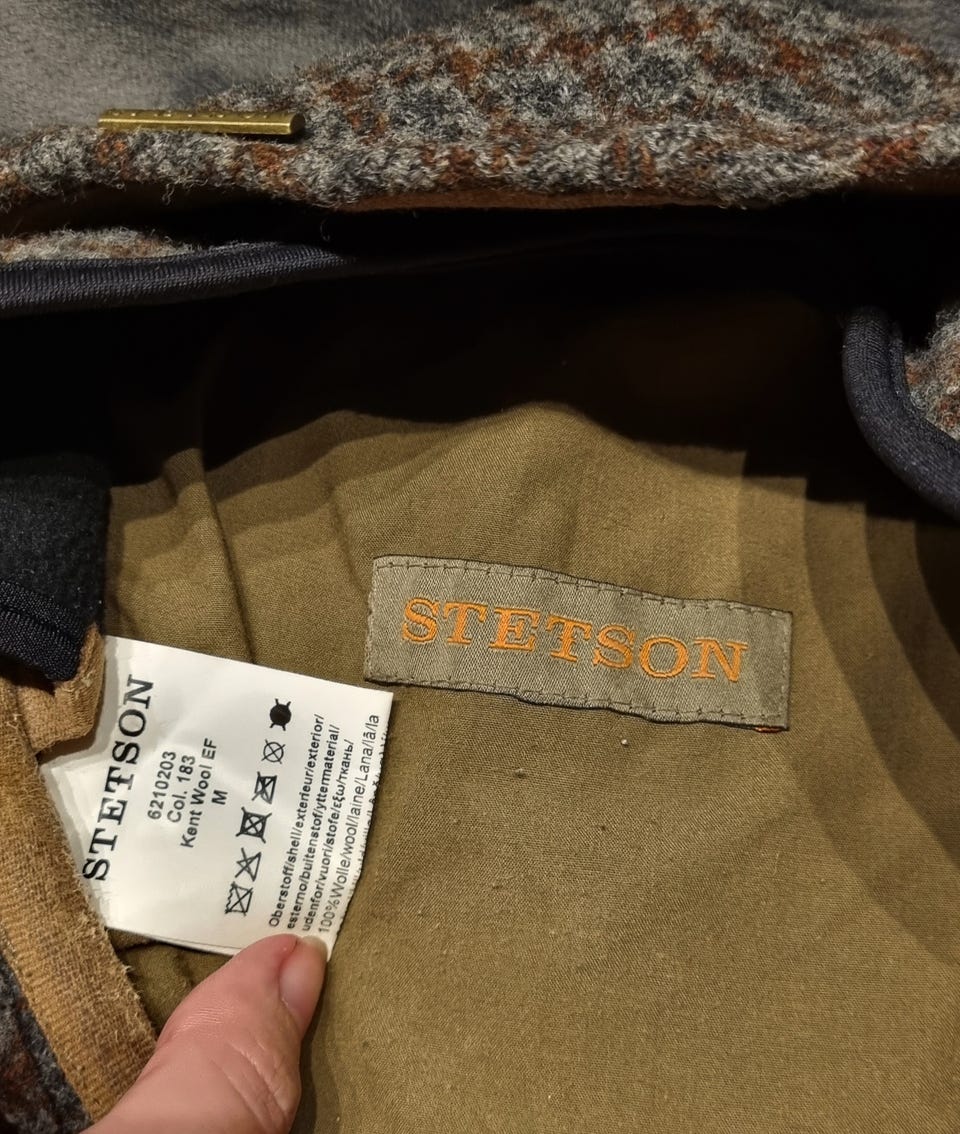 STETSON
STETSON
6210203
Col. 183
Kent Wool EF
M
Oberstoff/shell/exterieur/exterior/
esterno/buitenstof/yttermaterial/
udenfor/vuori/stofe/εξω/ткань/
100%Wolle/wool/laine/Lana/lã/la